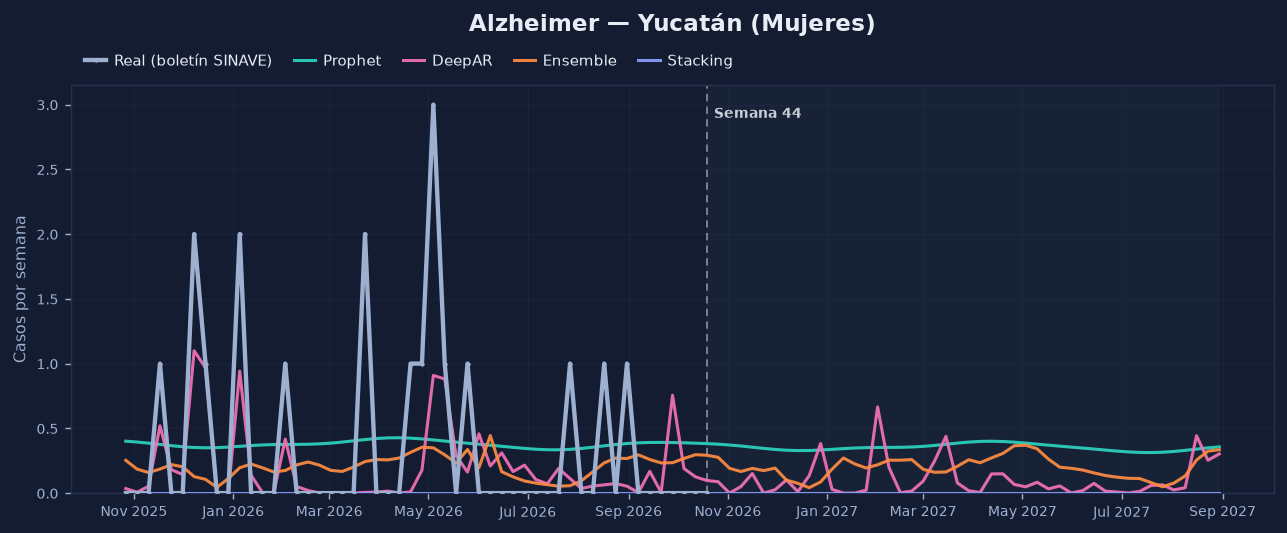 Alzheimer — Yucatán (Mujeres)
Real (boletín SINAVE) Prophet DeepAR Ensemble Stacking
Semana 44
Casos por semana
3.0
2.5
2.0
1.5
1.0
0.5
0.0
Nov 2025 Jan 2026 Mar 2026 May 2026 Jul 2026 Sep 2026 Nov 2026 Jan 2027 Mar 2027 May 2027 Jul 2027 Sep 2027